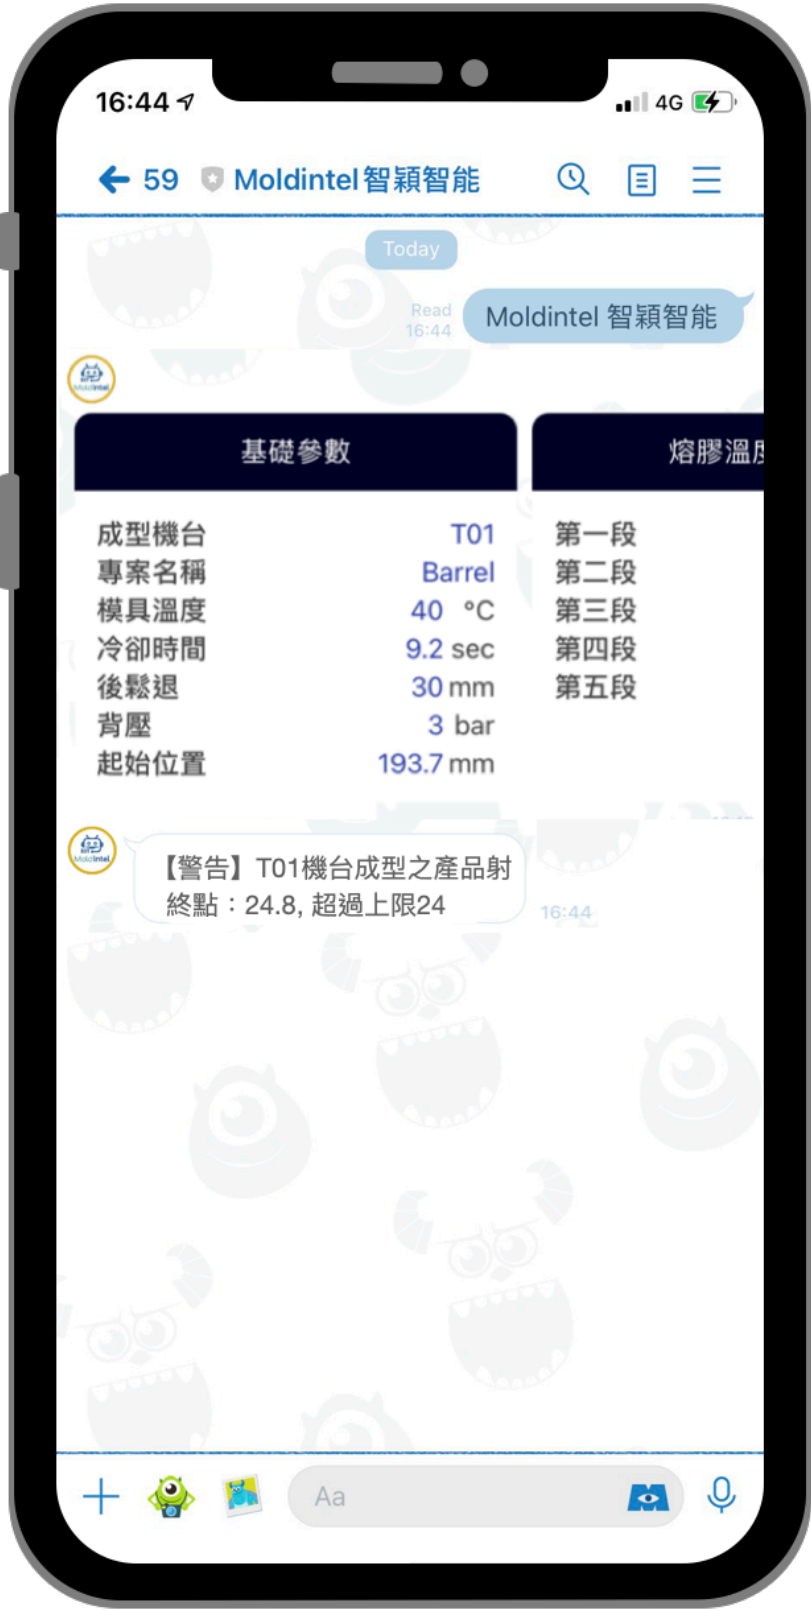 16:44
4G
59 Moldintel智穎智能
Today
Read
16:44
Moldintel 智穎智能
Moldintel
基礎參數
成型機台 T01
專案名稱 Barrel
模具溫度 40 °C
冷卻時間 9.2 sec
後鬆退 30 mm
背壓 3 bar
起始位置 193.7 mm
熔膠溫
第一段
第二段
第三段
第四段
第五段
Moldintel
【警告】T01機台成型之產品射
終點：24.8, 超過上限24
16:44
Aa